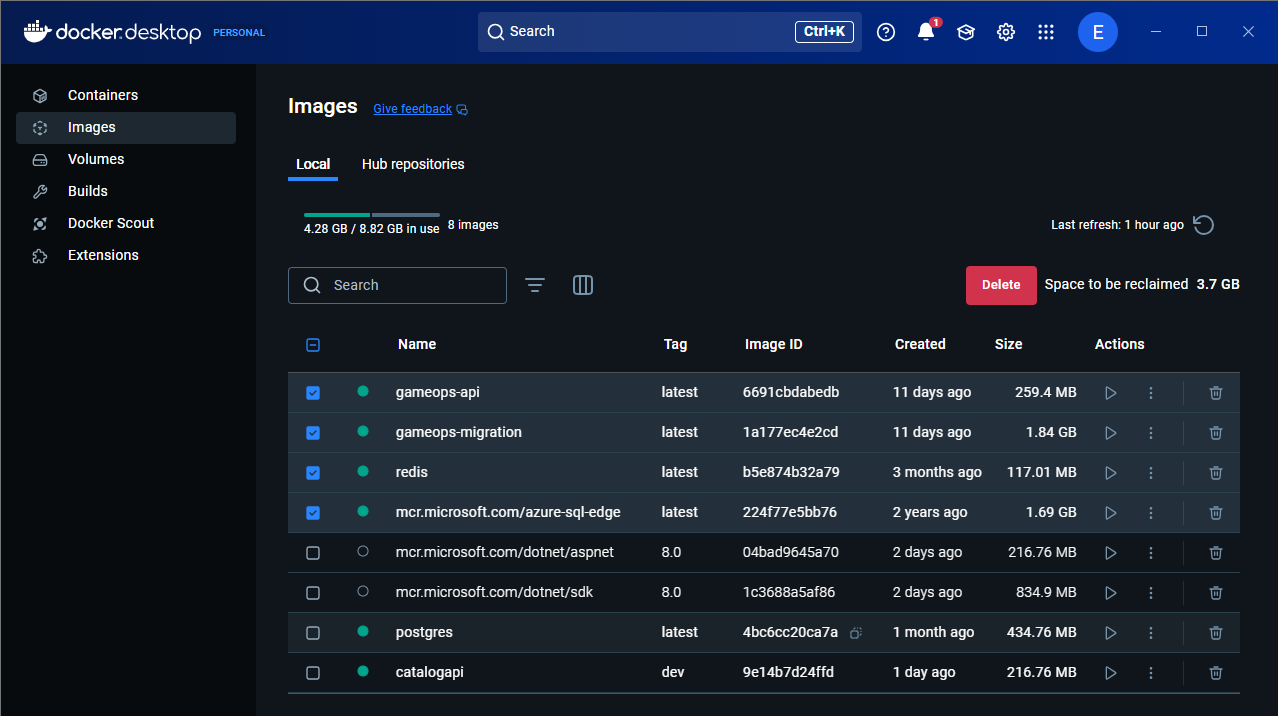 docker.desktop PERSONAL
Search Ctrl+K
1
E
Containers
Images
Volumes
Builds
Docker Scout
Extensions
Images Give feedback
Local Hub repositories
4.28 GB / 8.82 GB in use 8 images
Last refresh: 1 hour ago
Search
Delete Space to be reclaimed 3.7 GB
Name Tag Image ID Created Size Actions
gameops-api latest 6691cbdabedb 11 days ago 259.4 MB
gameops-migration latest 1a177ec4e2cd 11 days ago 1.84 GB
redis latest b5e874b32a79 3 months ago 117.01 MB
mcr.microsoft.com/azure-sql-edge latest 224f77e5bb76 2 years ago 1.69 GB
mcr.microsoft.com/dotnet/aspnet 8.0 04bad9645a70 2 days ago 216.76 MB
mcr.microsoft.com/dotnet/sdk 8.0 1c3688a5af86 2 days ago 834.9 MB
postgres latest 4bc6cc20ca7a 1 month ago 434.76 MB
catalogapi dev 9e14b7d24ffd 1 day ago 216.76 MB